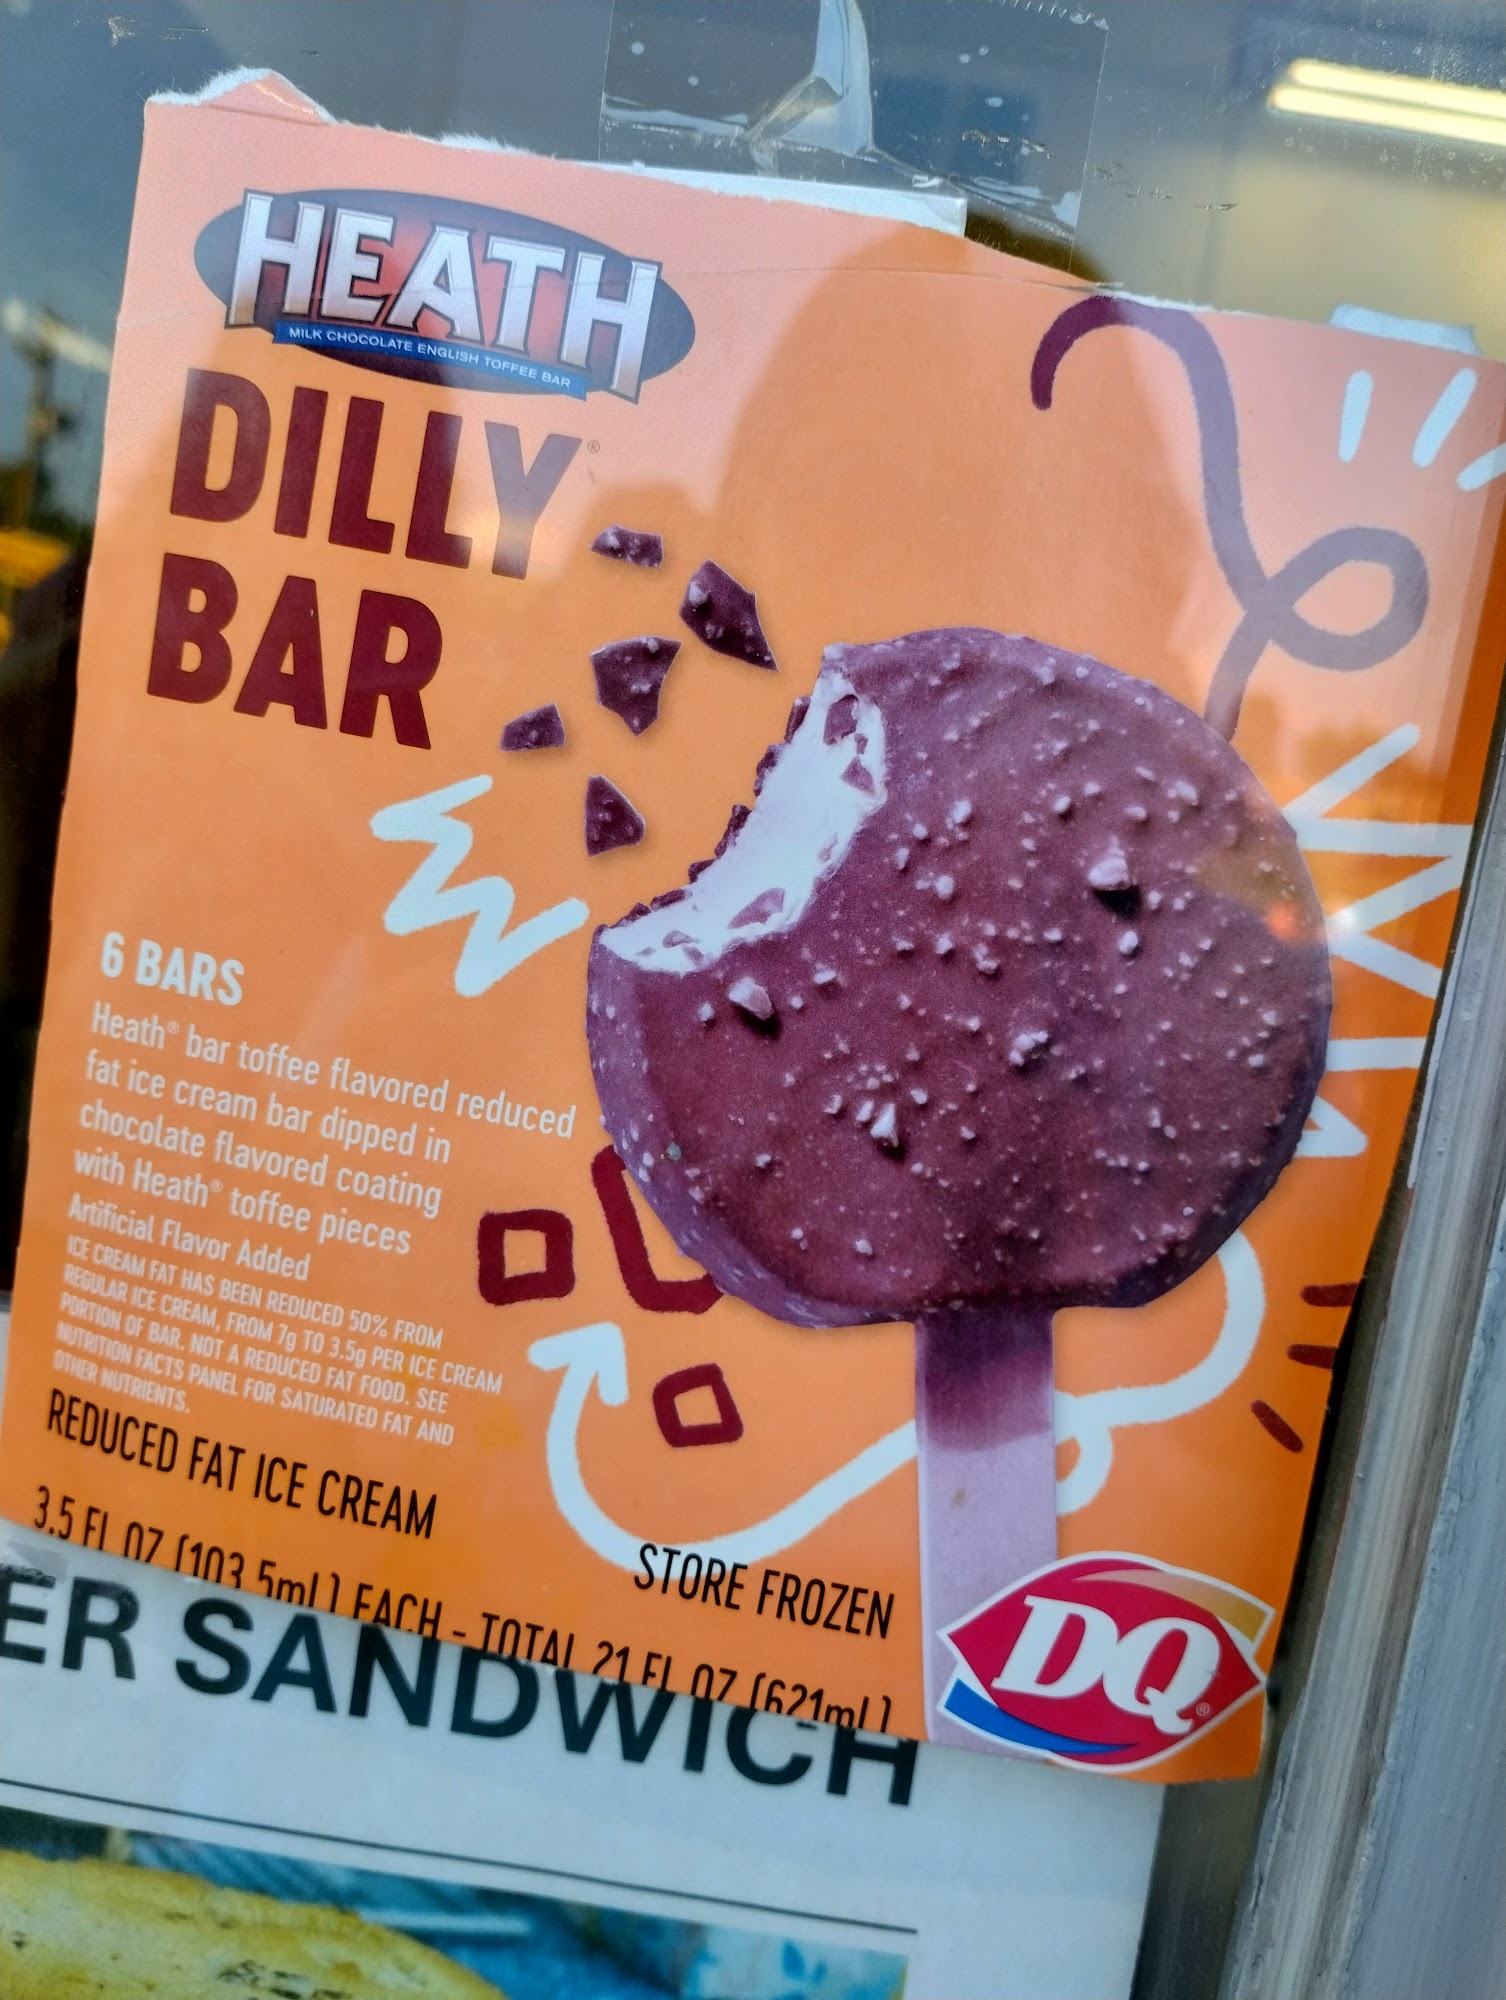 HEATH
MILK CHOCOLATE ENGLISH TOFFEE BAR
DILLY®
BAR
6 BARS
Heath® bar toffee flavored reduced
fat ice cream bar dipped in
chocolate flavored coating
with Heath® toffee pieces
Artificial Flavor Added
ICE CREAM FAT HAS BEEN REDUCED 50% FROM
REGULAR ICE CREAM, FROM 7g TO 3.5g PER ICE CREAM
PORTION OF BAR. NOT A REDUCED FAT FOOD. SEE
NUTRITION FACTS PANEL FOR SATURATED FAT AND
OTHER NUTRIENTS.
REDUCED FAT ICE CREAM
3.5 FL OZ (103.5mL) EACH - TOTAL 21 FL OZ (621mL)
STORE FROZEN
DQ®
ER SANDWICH